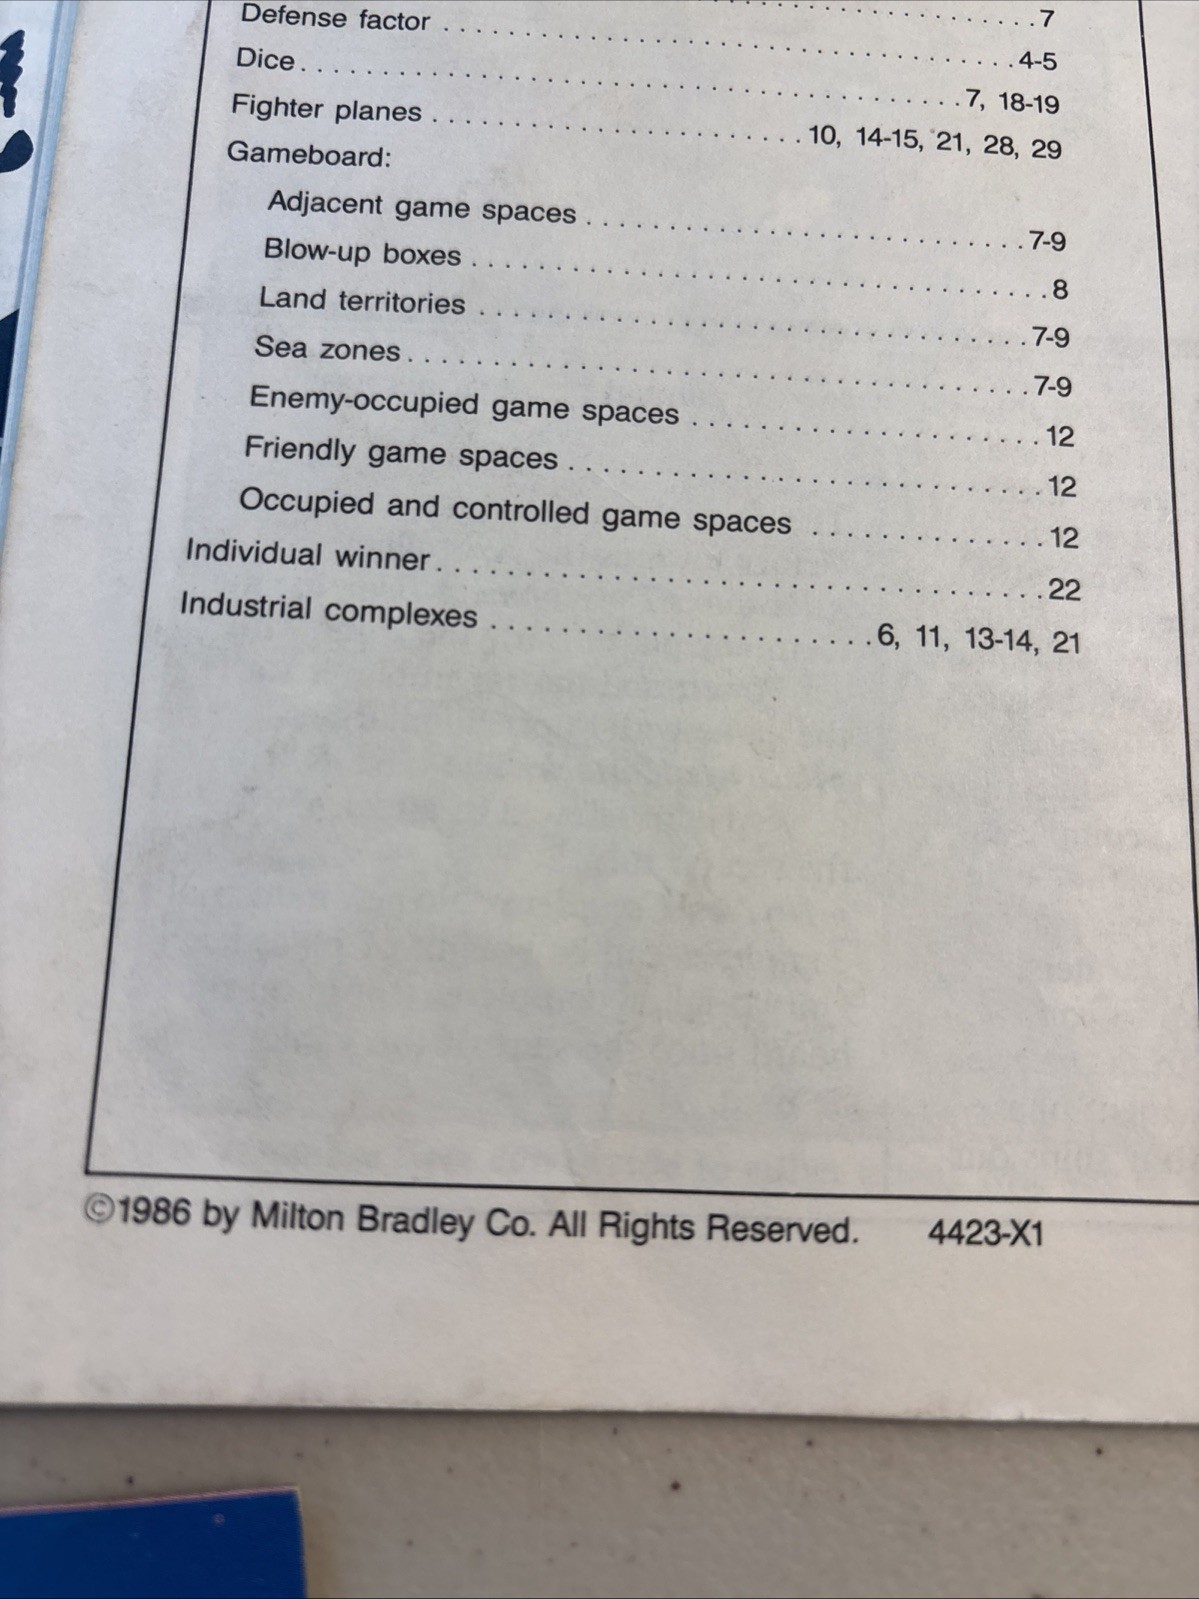 .......... 7
Defense factor .......... 4-5
Dice .......... 7, 18-19
Fighter planes .......... 10, 14-15, 21, 28, 29
Gameboard:
Adjacent game spaces .......... 7-9
Blow-up boxes .......... 8
Land territories .......... 7-9
Sea zones .......... 7-9
Enemy-occupied game spaces .......... 12
Friendly game spaces .......... 12
Occupied and controlled game spaces .......... 12
Individual winner .......... 22
Industrial complexes .......... 6, 11, 13-14, 21
©1986 by Milton Bradley Co. All Rights Reserved. 4423-X1